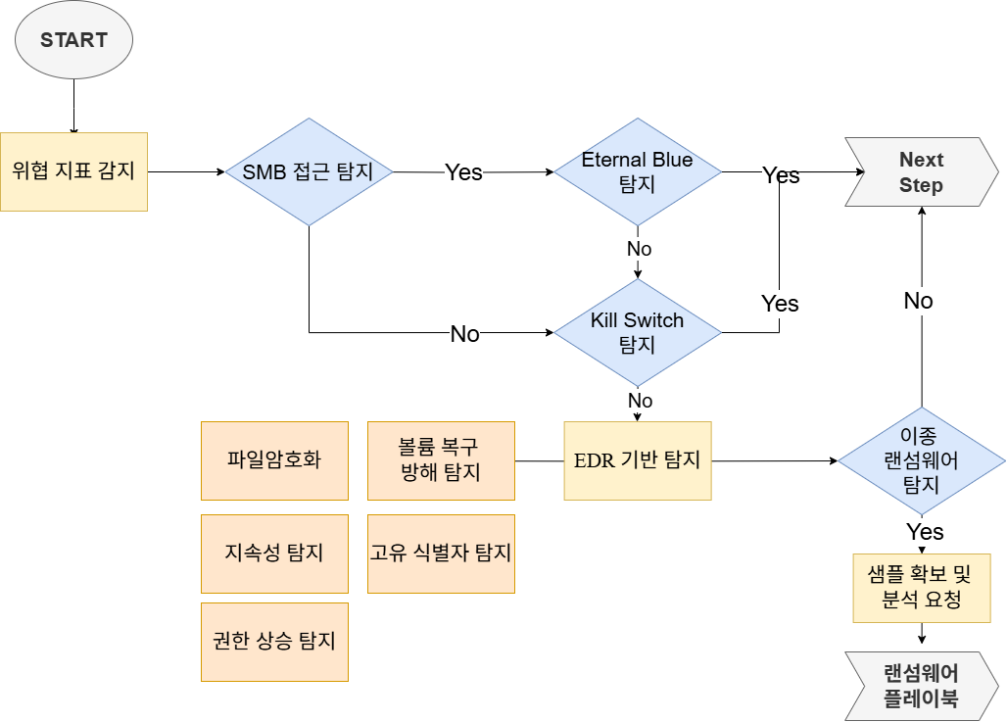 START
위협 지표 감지
SMB 접근 탐지
Yes
Eternal Blue
탐지
Yes
Next
Step
No
No
Kill Switch
탐지
Yes
No
No
파일암호화
볼륨 복구
방해 탐지
EDR 기반 탐지
이종
랜섬웨어
탐지
지속성 탐지
고유 식별자 탐지
Yes
샘플 확보 및
분석 요청
권한 상승 탐지
랜섬웨어
플레이북